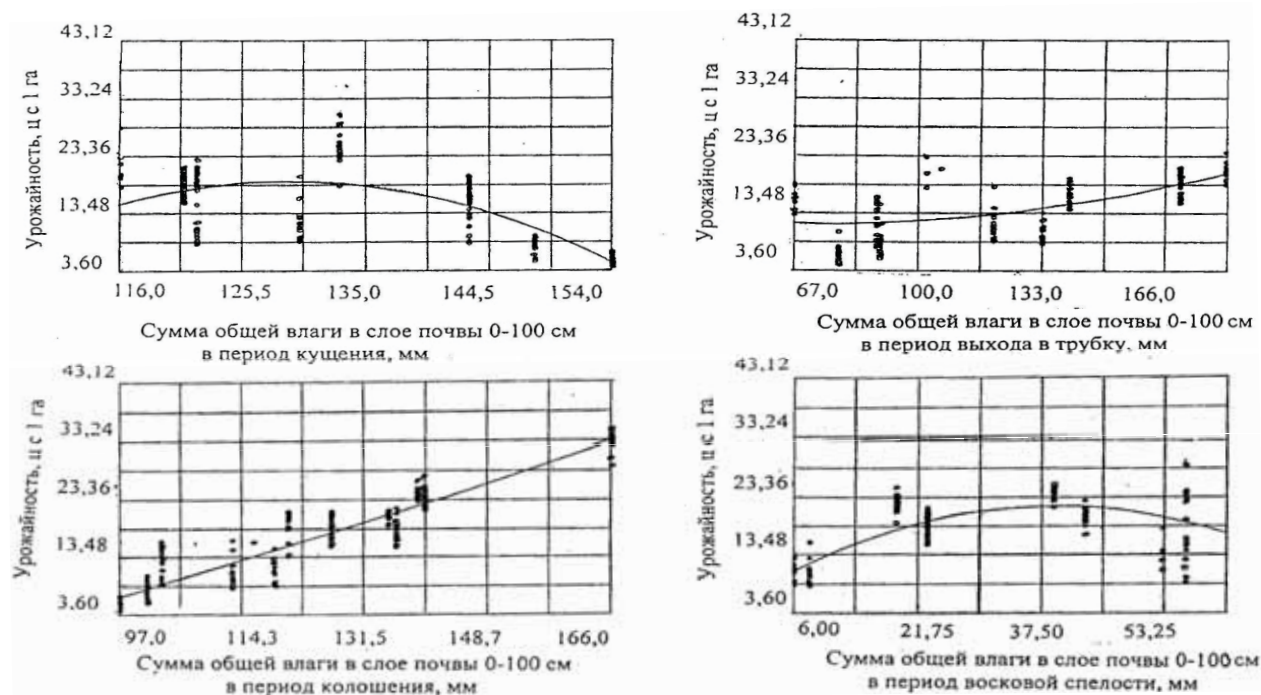 43,12
33,24
23,36
13,48
3,60
Урожайность, ц с 1 га
116,0 125,5 135,0 144,5 154,0
Сумма общей влаги в слое почвы 0-100 см
в период кущения, мм
43,12
33,24
23,36
13,48
3,60
Урожайность, ц с 1 га
67,0 100,0 133,0 166,0
Сумма общей влаги в слое почвы 0-100 см
в период выхода в трубку, мм
43,12
33,24
23,36
13,48
3,60
Урожайность, ц с 1 га
97,0 114,3 131,5 148,7 166,0
Сумма общей влаги в слое почвы 0-100 см
в период колошения, мм
43,12
33,24
23,36
13,48
3,60
Урожайность, ц с 1 га
6,00 21,75 37,50 53,25
Сумма общей влаги в слое почвы 0-100см
в период восковой спелости, мм